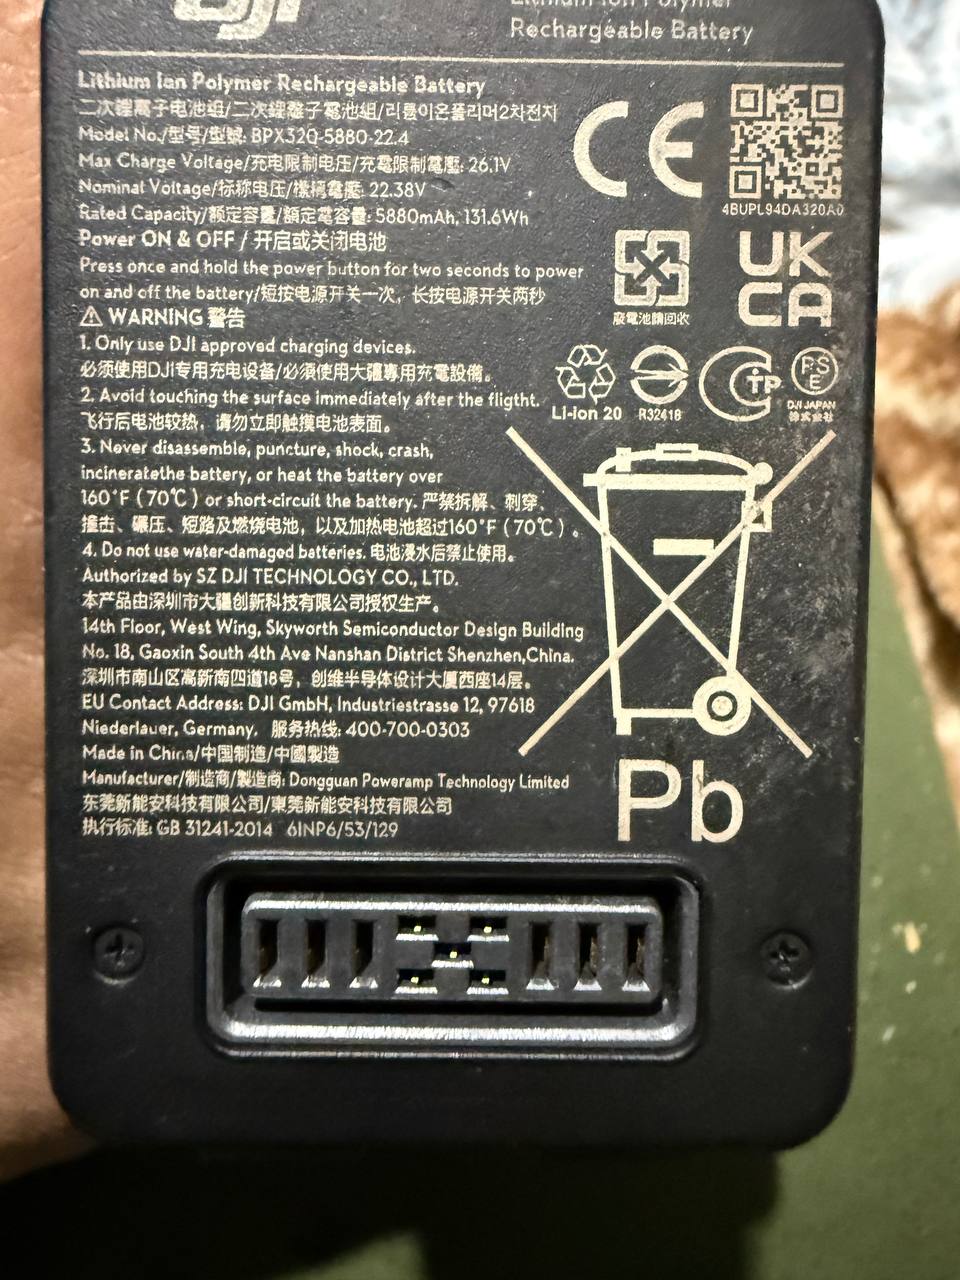 DJI
Lithium Ion Polymer
Rechargeable Battery
Lithium Ion Polymer Rechargeable Battery
二次锂离子电池组/二次鋰離子電池組/리튬이온폴리머2차전지
Model No./型号/型號: BPX320-5880-22.4
Max Charge Voltage/充电限制电压/充電限制電壓: 26.1V
Nominal Voltage/标称电压/標稱電壓: 22.38V
Rated Capacity/额定容量/額定電容量: 5880mAh, 131.6Wh
Power ON & OFF / 开启或关闭电池
Press once and hold the power button for two seconds to power
on and off the battery/短按电源开关一次，长按电源开关两秒
WARNING 警告
1. Only use DJI approved charging devices.
必须使用DJI专用充电设备/必須使用大疆專用充電設備。
2. Avoid touching the surface immediately after the flight.
飞行后电池较热，请勿立即触摸电池表面。
3. Never disassemble, puncture, shock, crash,
incineratethe battery, or heat the battery over
160°F (70℃) or short-circuit the battery. 严禁拆解、刺穿、
撞击、碾压、短路及燃烧电池，以及加热电池超过160°F (70℃) 。
4. Do not use water-damaged batteries. 电池浸水后禁止使用。
Authorized by SZ DJI TECHNOLOGY CO., LTD.
本产品由深圳市大疆创新科技有限公司授权生产。
14th Floor, West Wing, Skyworth Semiconductor Design Building
No. 18, Gaoxin South 4th Ave Nanshan District Shenzhen,China.
深圳市南山区高新南四道18号，创维半导体设计大厦西座14层。
EU Contact Address: DJI GmbH, Industriestrasse 12, 97618
Niederlauer, Germany, 服务热线: 400-700-0303
Made in China/中国制造/中國製造
Manufacturer/制造商/製造商: Dongguan Poweramp Technology Limited
东莞新能安科技有限公司/東莞新能安科技有限公司
执行标准: GB 31241-2014 6INP6/53/129
CE
4BUPL94DA320A0
廢電池請回收
UK
CA
Li-ion 20
R32418
CTP
PS
E
DJI JAPAN
株式会社
Pb